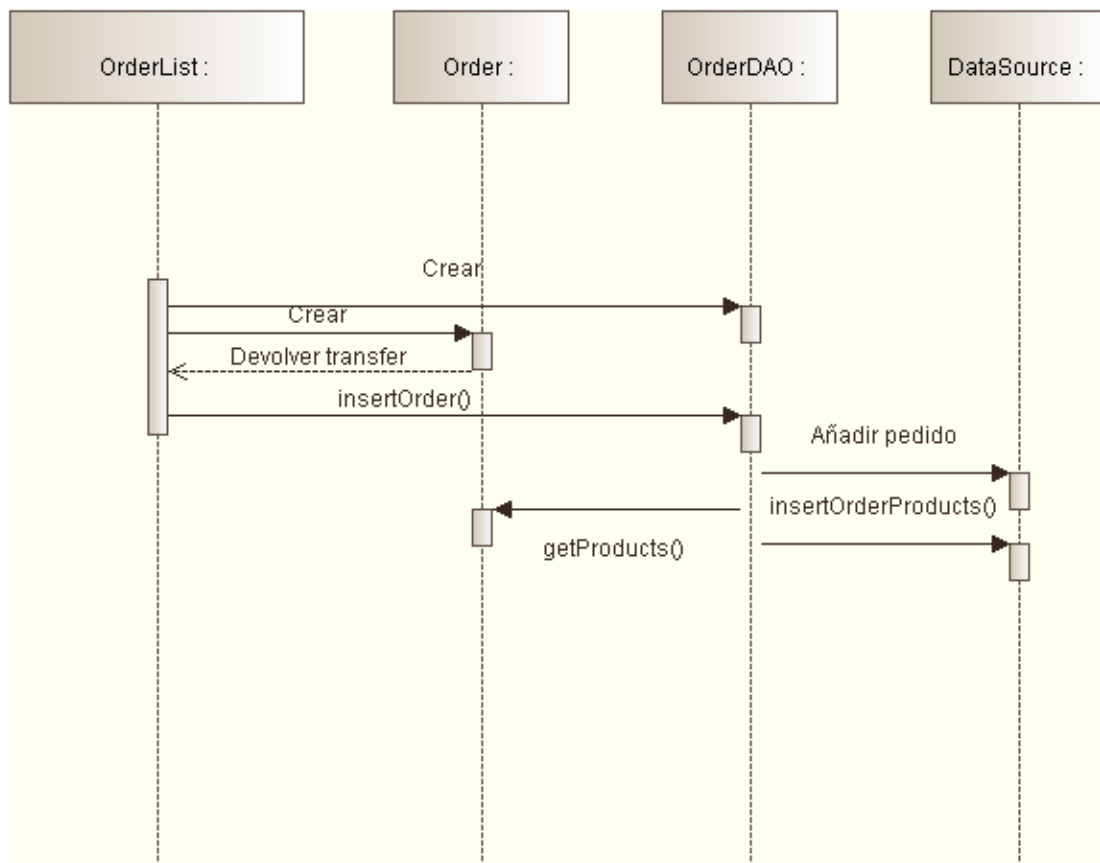 OrderList :
Order :
OrderDAO :
DataSource :
Crear
Crear
Devolver transfer
insertOrder()
Añadir pedido
insertOrderProducts()
getProducts()